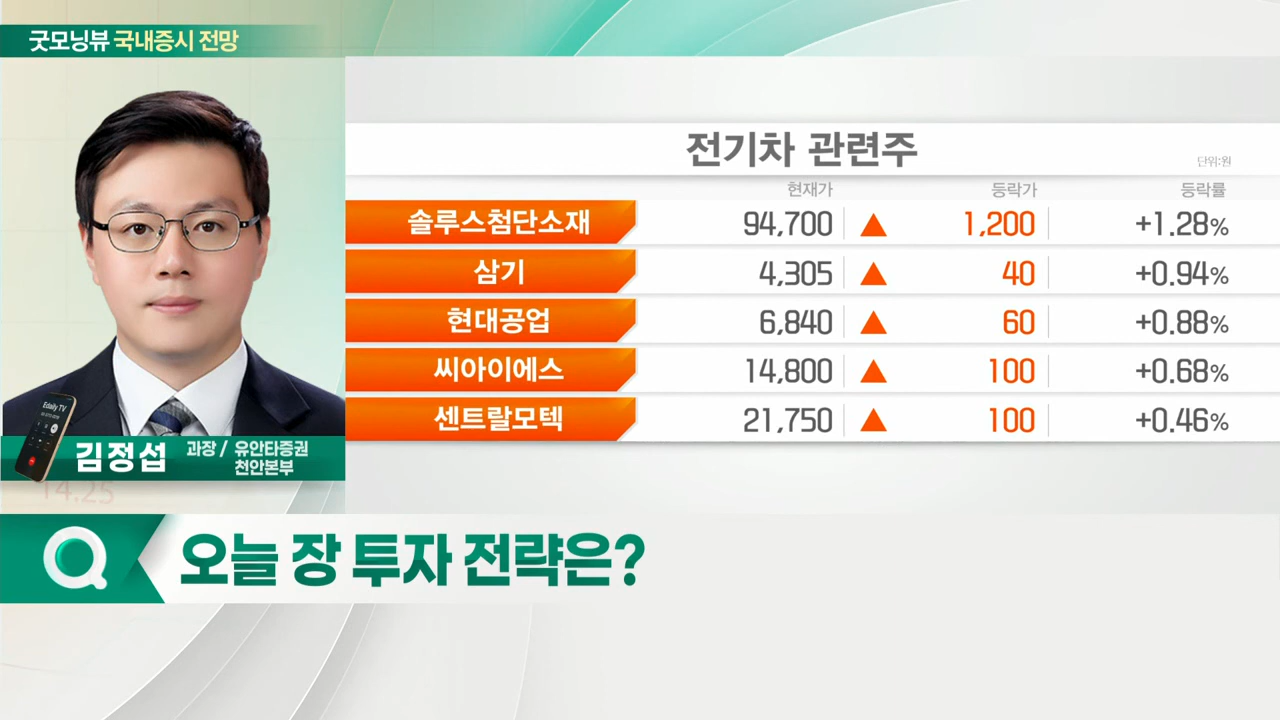 굿모닝뷰 국내증시 전망
전기차 관련주
단위:원
현재가 등락가 등락률
솔루스첨단소재 94,700 ▲ 1,200 +1.28%
삼기 4,305 ▲ 40 +0.94%
현대공업 6,840 ▲ 60 +0.88%
씨아이에스 14,800 ▲ 100 +0.68%
센트랄모텍 21,750 ▲ 100 +0.46%
Edaily TV
김정섭 과장 / 유안타증권
천안본부
14.25
Q 오늘 장 투자 전략은?